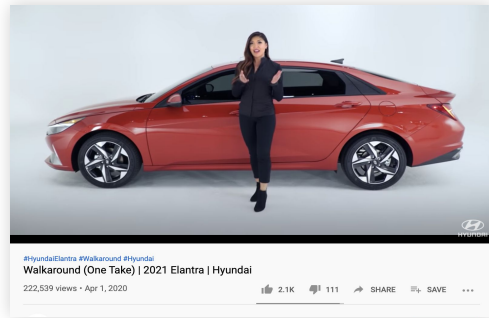 HYUNDAI
#HyundaiElantra #Walkaround #Hyundai
Walkaround (One Take) | 2021 Elantra | Hyundai
222,539 views • Apr 1, 2020 2.1K 111 SHARE SAVE